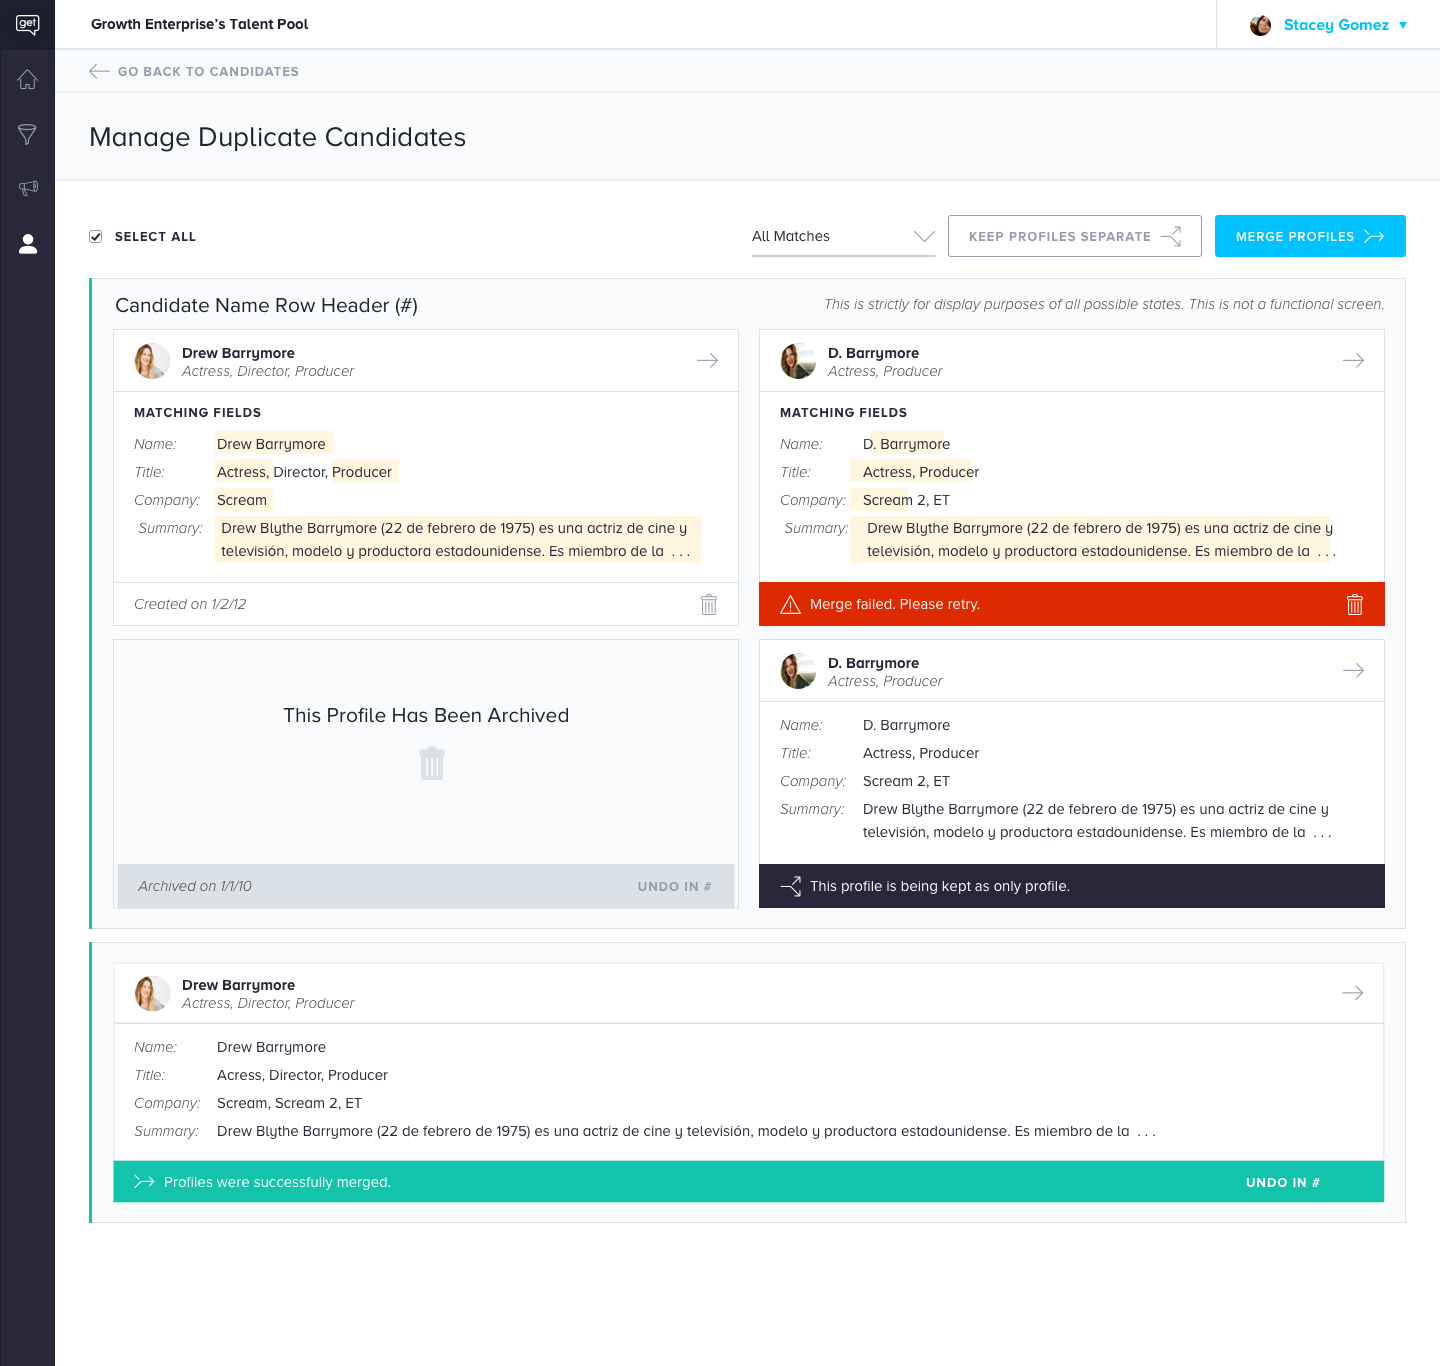 get
Growth Enterprise's Talent Pool
Stacey Gomez
GO BACK TO CANDIDATES
Manage Duplicate Candidates
SELECT ALL
All Matches
KEEP PROFILES SEPARATE
MERGE PROFILES
Candidate Name Row Header (#)
This is strictly for display purposes of all possible states. This is not a functional screen.
Drew Barrymore
Actress, Director, Producer
MATCHING FIELDS
Name: Drew Barrymore
Title: Actress, Director, Producer
Company: Scream
Summary: Drew Blythe Barrymore (22 de febrero de 1975) es una actriz de cine y
televisión, modelo y productora estadounidense. Es miembro de la . . .
Created on 1/2/12
D. Barrymore
Actress, Producer
MATCHING FIELDS
Name: D. Barrymore
Title: Actress, Producer
Company: Scream 2, ET
Summary: Drew Blythe Barrymore (22 de febrero de 1975) es una actriz de cine y
televisión, modelo y productora estadounidense. Es miembro de la . . .
Merge failed. Please retry.
This Profile Has Been Archived
Archived on 1/1/10
UNDO IN #
D. Barrymore
Actress, Producer
Name: D. Barrymore
Title: Actress, Producer
Company: Scream 2, ET
Summary: Drew Blythe Barrymore (22 de febrero de 1975) es una actriz de cine y
televisión, modelo y productora estadounidense. Es miembro de la . . .
This profile is being kept as only profile.
Drew Barrymore
Actress, Director, Producer
Name: Drew Barrymore
Title: Acress, Director, Producer
Company: Scream, Scream 2, ET
Summary: Drew Blythe Barrymore (22 de febrero de 1975) es una actriz de cine y televisión, modelo y productora estadounidense. Es miembro de la . . .
Profiles were successfully merged.
UNDO IN #